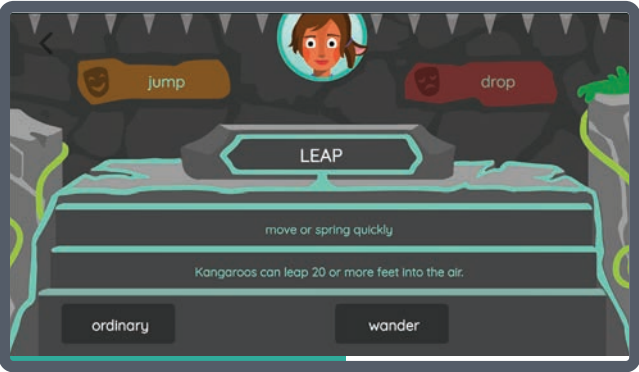 jump
drop
LEAP
move or spring quickly
Kangaroos can leap 20 or more feet into the air.
ordinary
wander